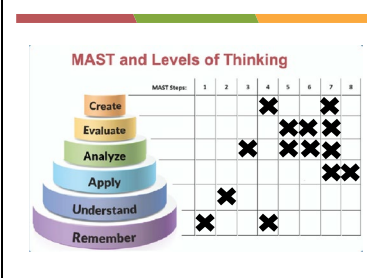 MAST and Levels of Thinking
MAST Steps: 1 2 3 4 5 6 7 8
Create
Evaluate
Analyze
Apply
Understand
Remember